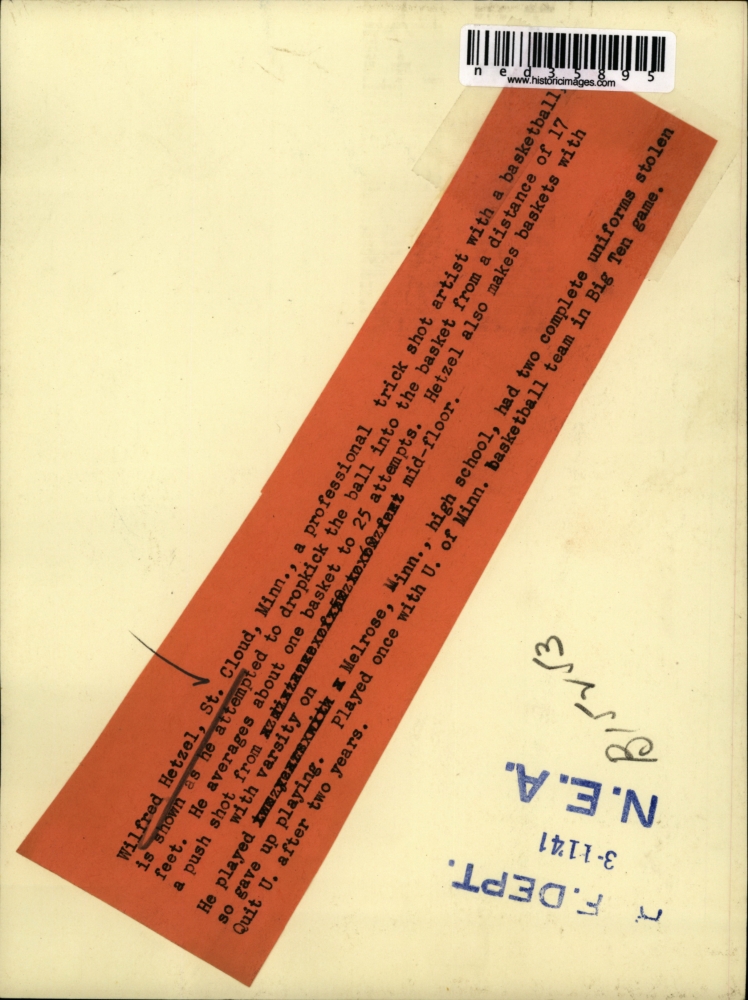 ned35895
www.historicimages.com
Wilfred Hetzel, St. Cloud, Minn., a professional trick shot artist with a basketball,
is shown as he attempted to dropkick the ball into the basket from a distance of 17
feet. He averages about one basket to 25 attempts. Hetzel also makes baskets with
a push shot from mid-floor.
with varsity on
He played Melrose, Minn., high school, had two complete uniforms stolen
so gave up playing. Played once with U. of Minn. basketball team in Big Ten game.
Quit U. after two years.
N.E.A.
3-1141
F.DEPT.